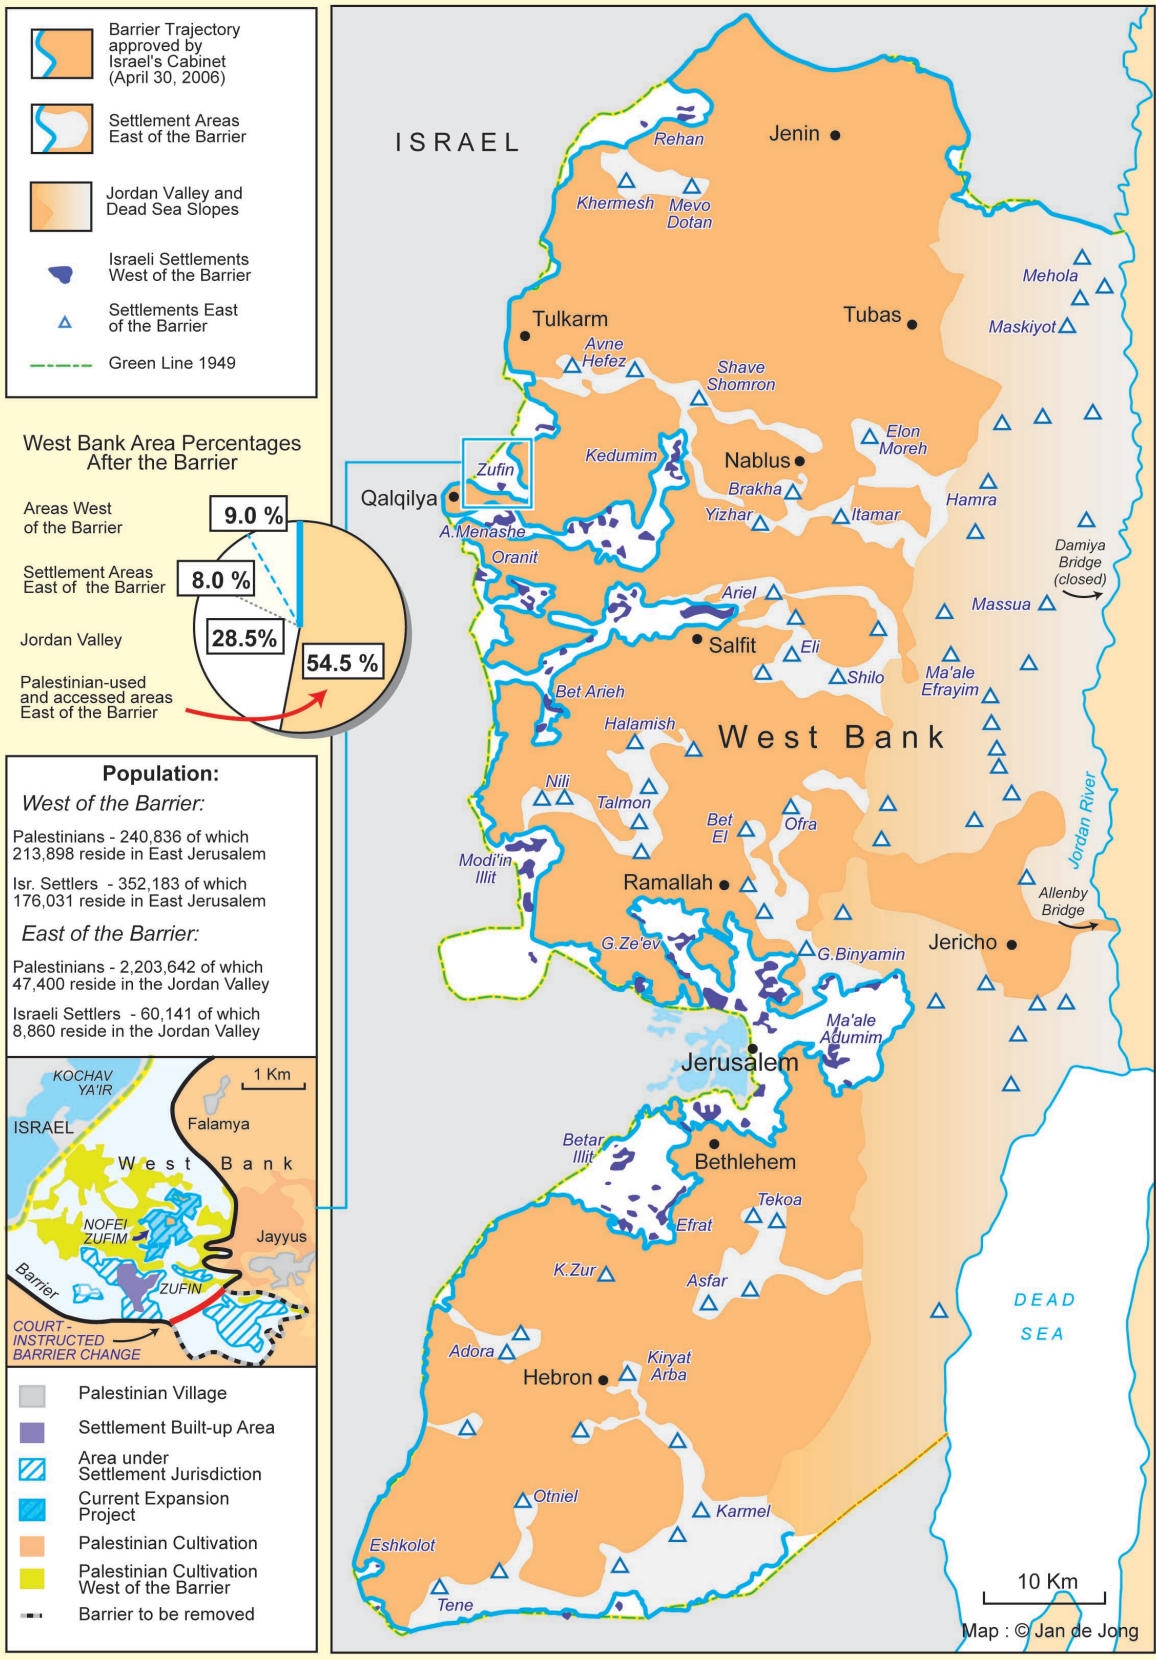 Barrier Trajectory
approved by
Israel's Cabinet
(April 30, 2006)
Settlement Areas
East of the Barrier
Jordan Valley and
Dead Sea Slopes
Israeli Settlements
West of the Barrier
Settlements East
of the Barrier
Green Line 1949
West Bank Area Percentages
After the Barrier
Areas West
of the Barrier
9.0 %
Settlement Areas
East of the Barrier
8.0 %
Jordan Valley
28.5%
54.5 %
Palestinian-used
and accessed areas
East of the Barrier
Population:
West of the Barrier:
Palestinians - 240,836 of which
213,898 reside in East Jerusalem
Isr. Settlers - 352,183 of which
176,031 reside in East Jerusalem
East of the Barrier:
Palestinians - 2,203,642 of which
47,400 reside in the Jordan Valley
Israeli Settlers - 60,141 of which
8,860 reside in the Jordan Valley
KOCHAV
YA'IR
1 Km
ISRAEL
Falamya
West Bank
NOFEI
ZUFIM
Jayyus
Barrier
ZUFIN
COURT -
INSTRUCTED
BARRIER CHANGE
Palestinian Village
Settlement Built-up Area
Area under
Settlement Jurisdiction
Current Expansion
Project
Palestinian Cultivation
Palestinian Cultivation
West of the Barrier
Barrier to be removed
ISRAEL
Rehan
Jenin
Khermesh
Mevo
Dotan
Mehola
Tulkarm
Tubas
Maskiyot
Avne
Hefez
Shave
Shomron
Elon
Moreh
Kedumim
Nablus
Zufin
Qalqilya
Brakha
Hamra
Yizhar
Itamar
A.Menashe
Oranit
Damiya
Bridge
(closed)
Ariel
Massua
Salfit
Eli
Shilo
Ma'ale
Efrayim
Bet Arieh
Halamish
West Bank
Nili
Talmon
Bet
El
Ofra
Jordan River
Modi'in
Illit
Ramallah
Allenby
Bridge
G.Ze'ev
G.Binyamin
Jericho
Ma'ale
Adumim
Jerusalem
Betar
Illit
Bethlehem
Tekoa
Efrat
K.Zur
Asfar
DEAD
SEA
Adora
Kiryat
Arba
Hebron
Otniel
Karmel
Eshkolot
Tene
10 Km
Map : © Jan de Jong